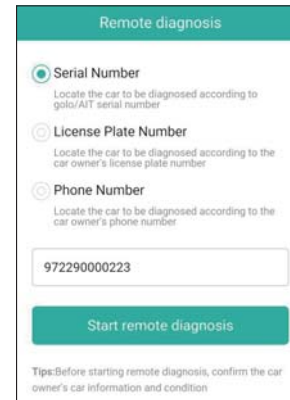 Remote diagnosis
Serial Number
Locate the car to be diagnosed according to
golo/AIT serial number
License Plate Number
Locate the car to be diagnosed according to the
car owner's license plate number
Phone Number
Locate the car to be diagnosed according to the
car owner's phone number
972290000223
Start remote diagnosis
Tips:Before starting remote diagnosis, confirm the car
owner's car information and condition